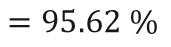 = 95.62 %